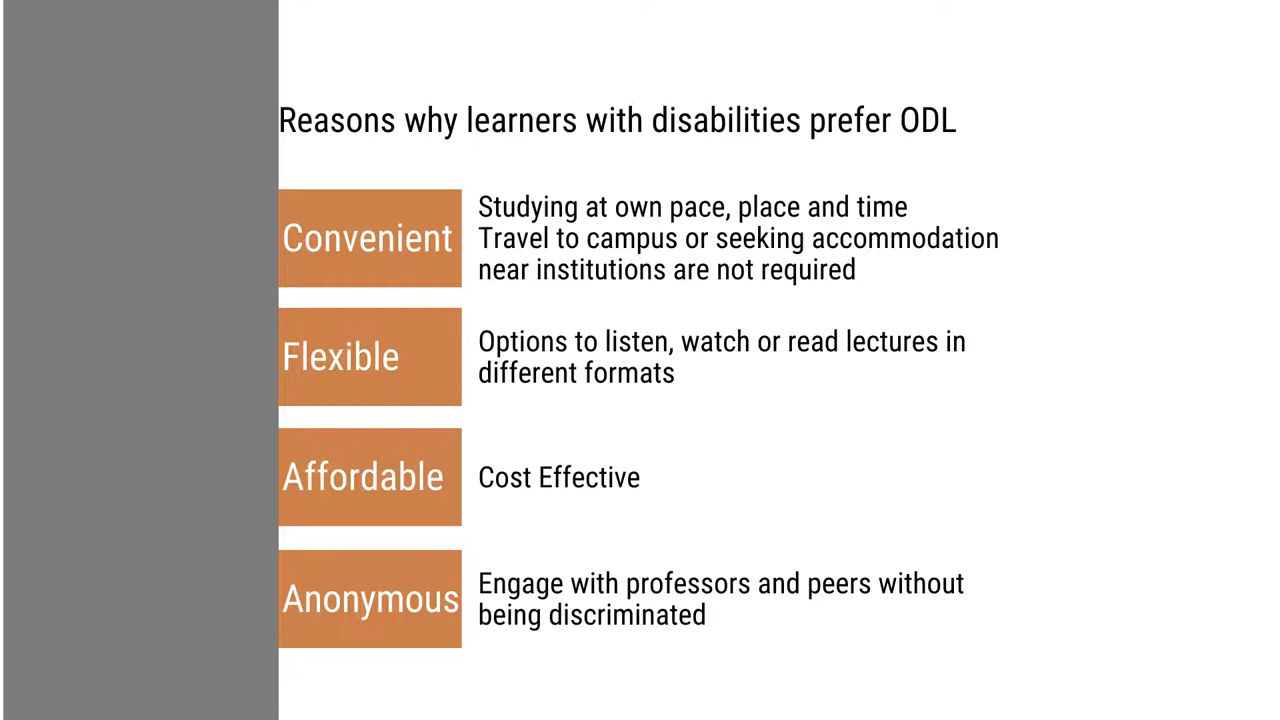 Reasons why learners with disabilities prefer ODL
Convenient
Studying at own pace, place and time
Travel to campus or seeking accommodation
near institutions are not required
Flexible
Options to listen, watch or read lectures in
different formats
Affordable
Cost Effective
Anonymous
Engage with professors and peers without
being discriminated